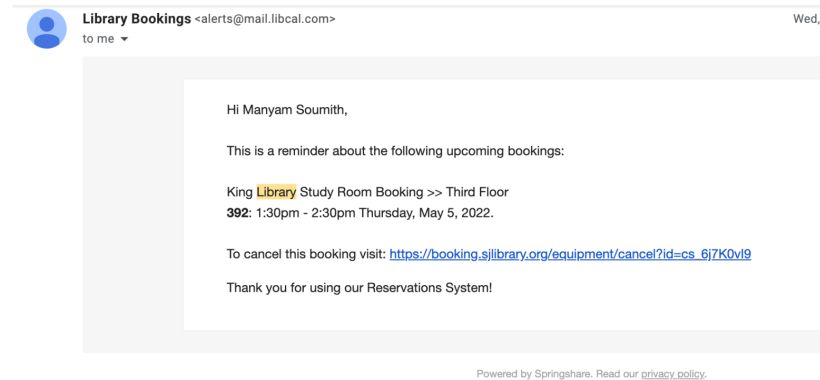 Library Bookings <alerts@mail.libcal.com> Wed,
to me
Hi Manyam Soumith,
This is a reminder about the following upcoming bookings:
King Library Study Room Booking >> Third Floor
392: 1:30pm - 2:30pm Thursday, May 5, 2022.
To cancel this booking visit: https://booking.sjlibrary.org/equipment/cancel?id=cs_6j7K0vl9
Thank you for using our Reservations System!
Powered by Springshare. Read our privacy policy.